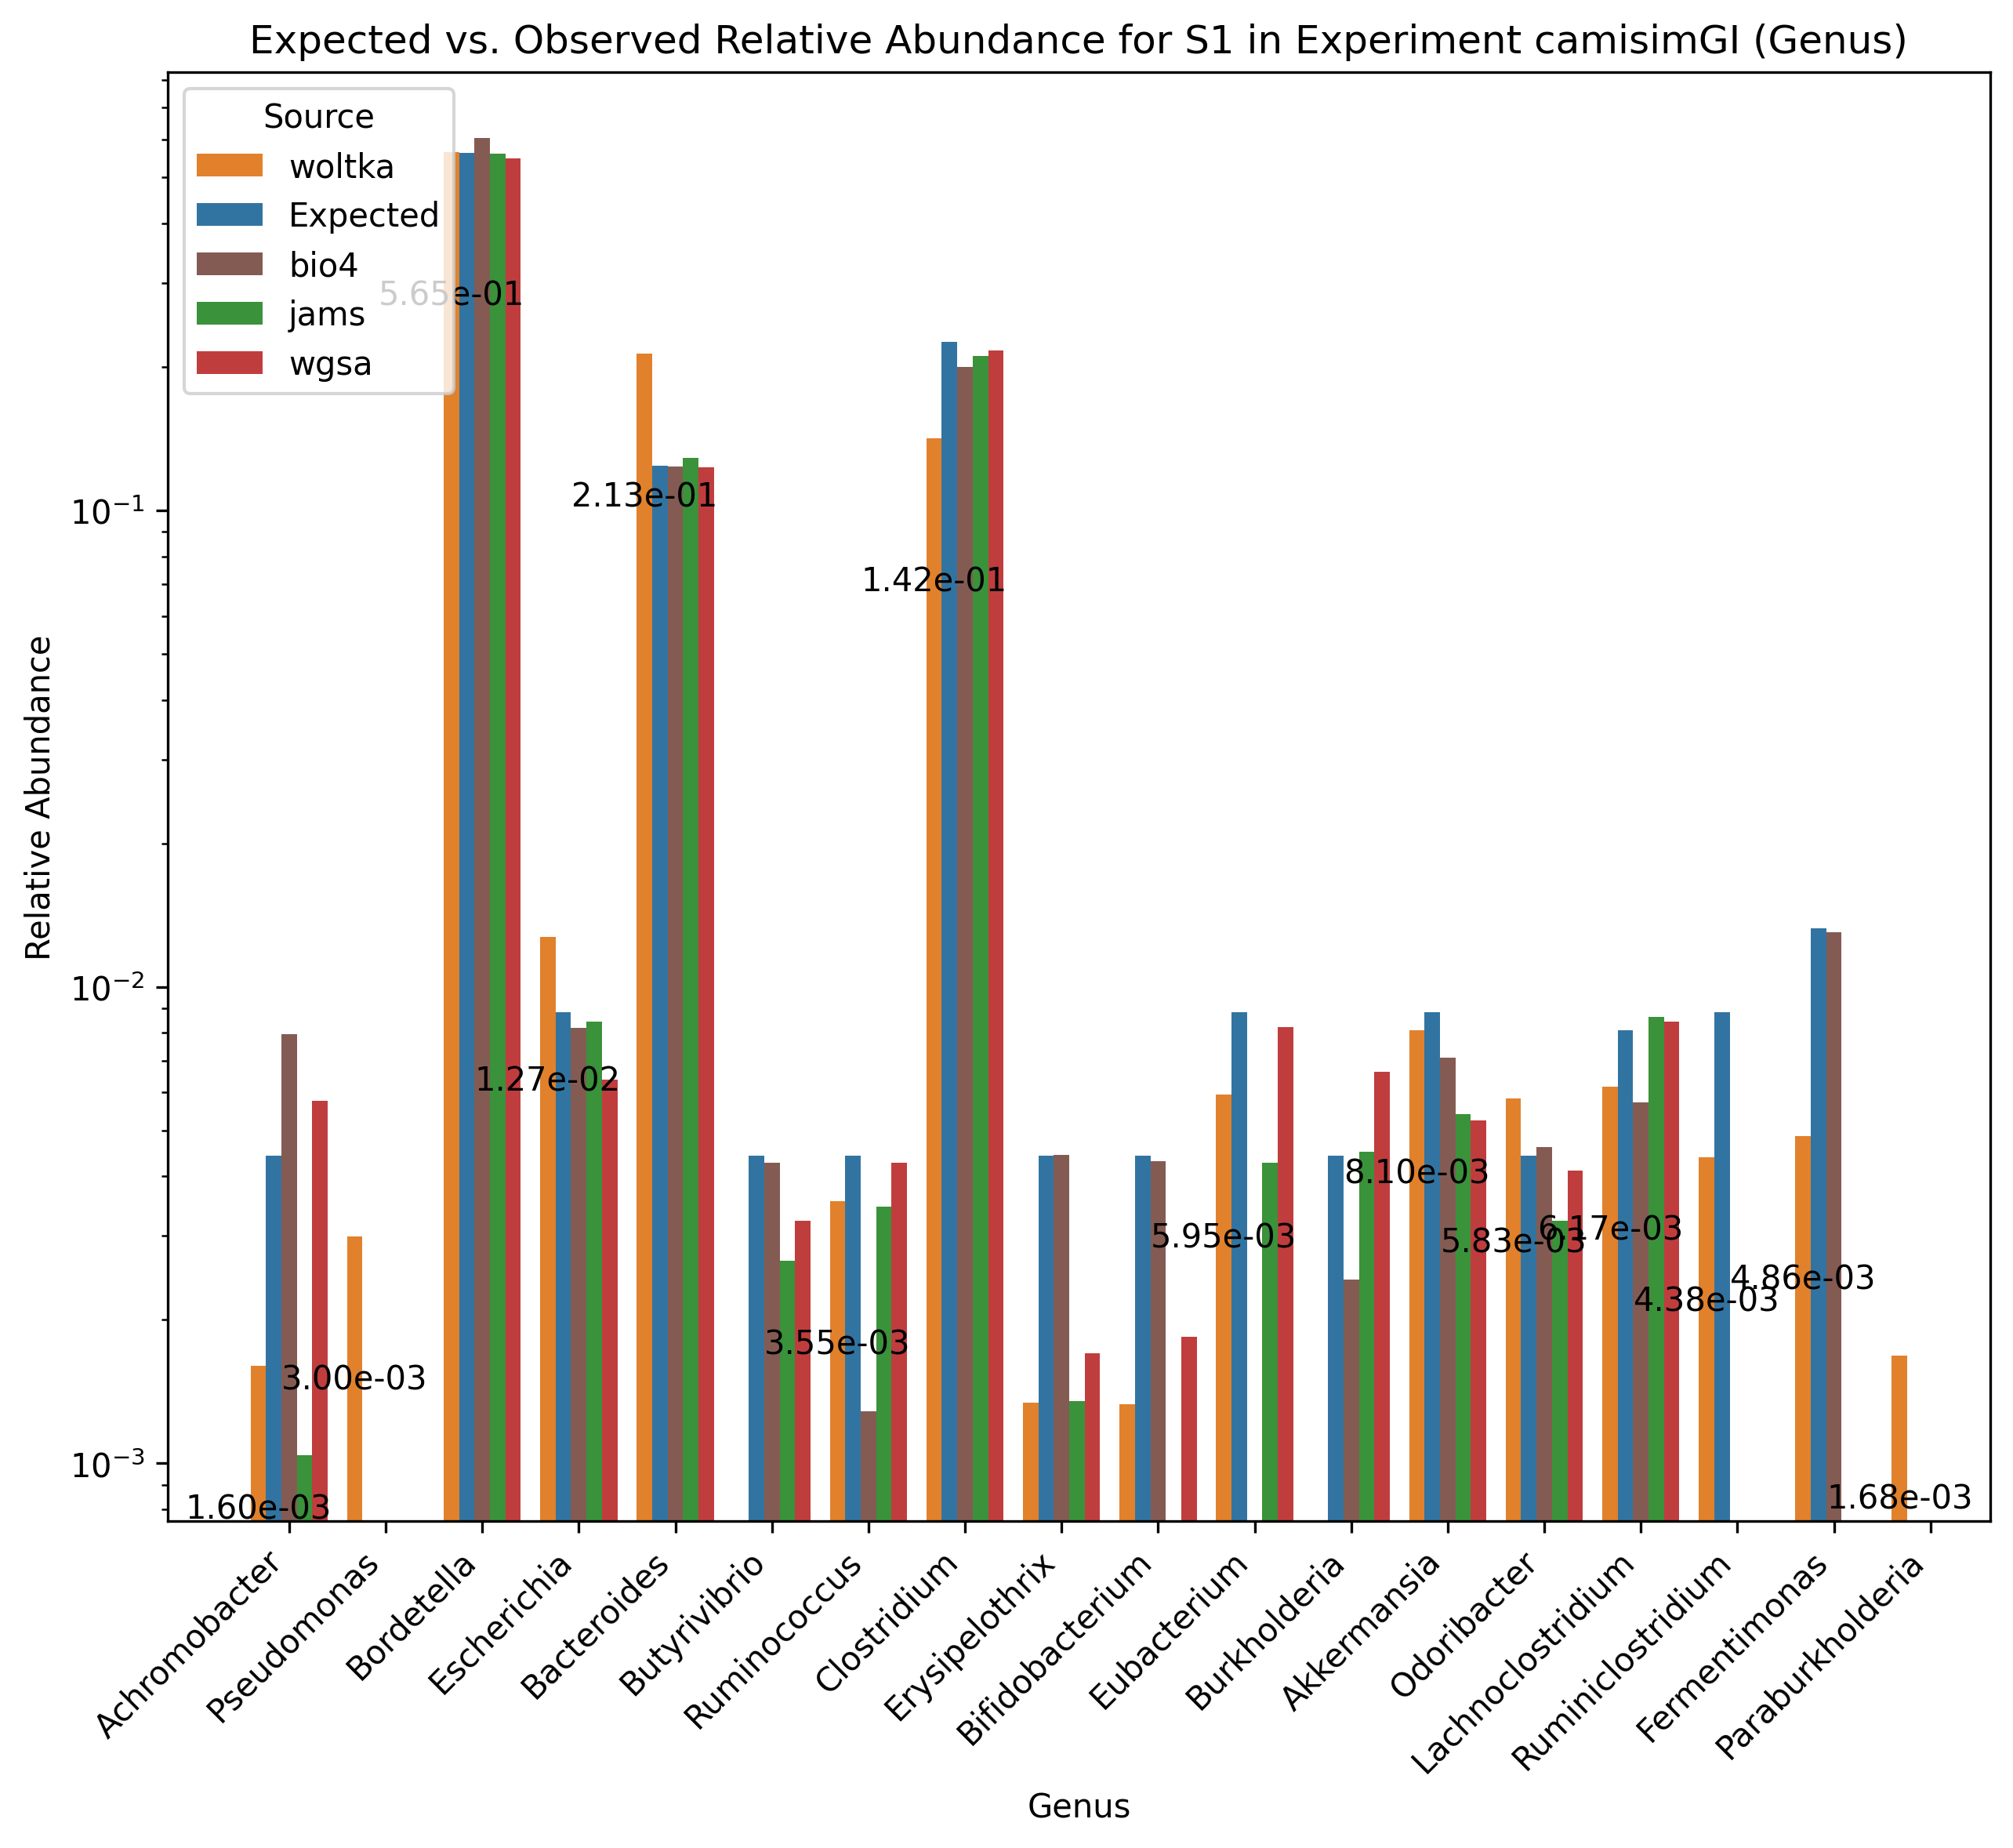 Expected vs. Observed Relative Abundance for S1 in Experiment camisimGI (Genus)
Source
woltka
Expected
bio4
jams
wgsa
Relative Abundance
10⁻¹
10⁻²
10⁻³
5.65e-01
2.13e-01
1.42e-01
1.27e-02
8.10e-03
5.95e-03
5.83e-03
6.17e-03
4.86e-03
4.38e-03
3.55e-03
3.00e-03
1.60e-03
1.68e-03
Achromobacter
Pseudomonas
Bordetella
Escherichia
Bacteroides
Butyrivibrio
Ruminococcus
Clostridium
Erysipelothrix
Bifidobacterium
Eubacterium
Burkholderia
Akkermansia
Odoribacter
Lachnoclostridium
Ruminiclostridium
Fermentimonas
Paraburkholderia
Genus